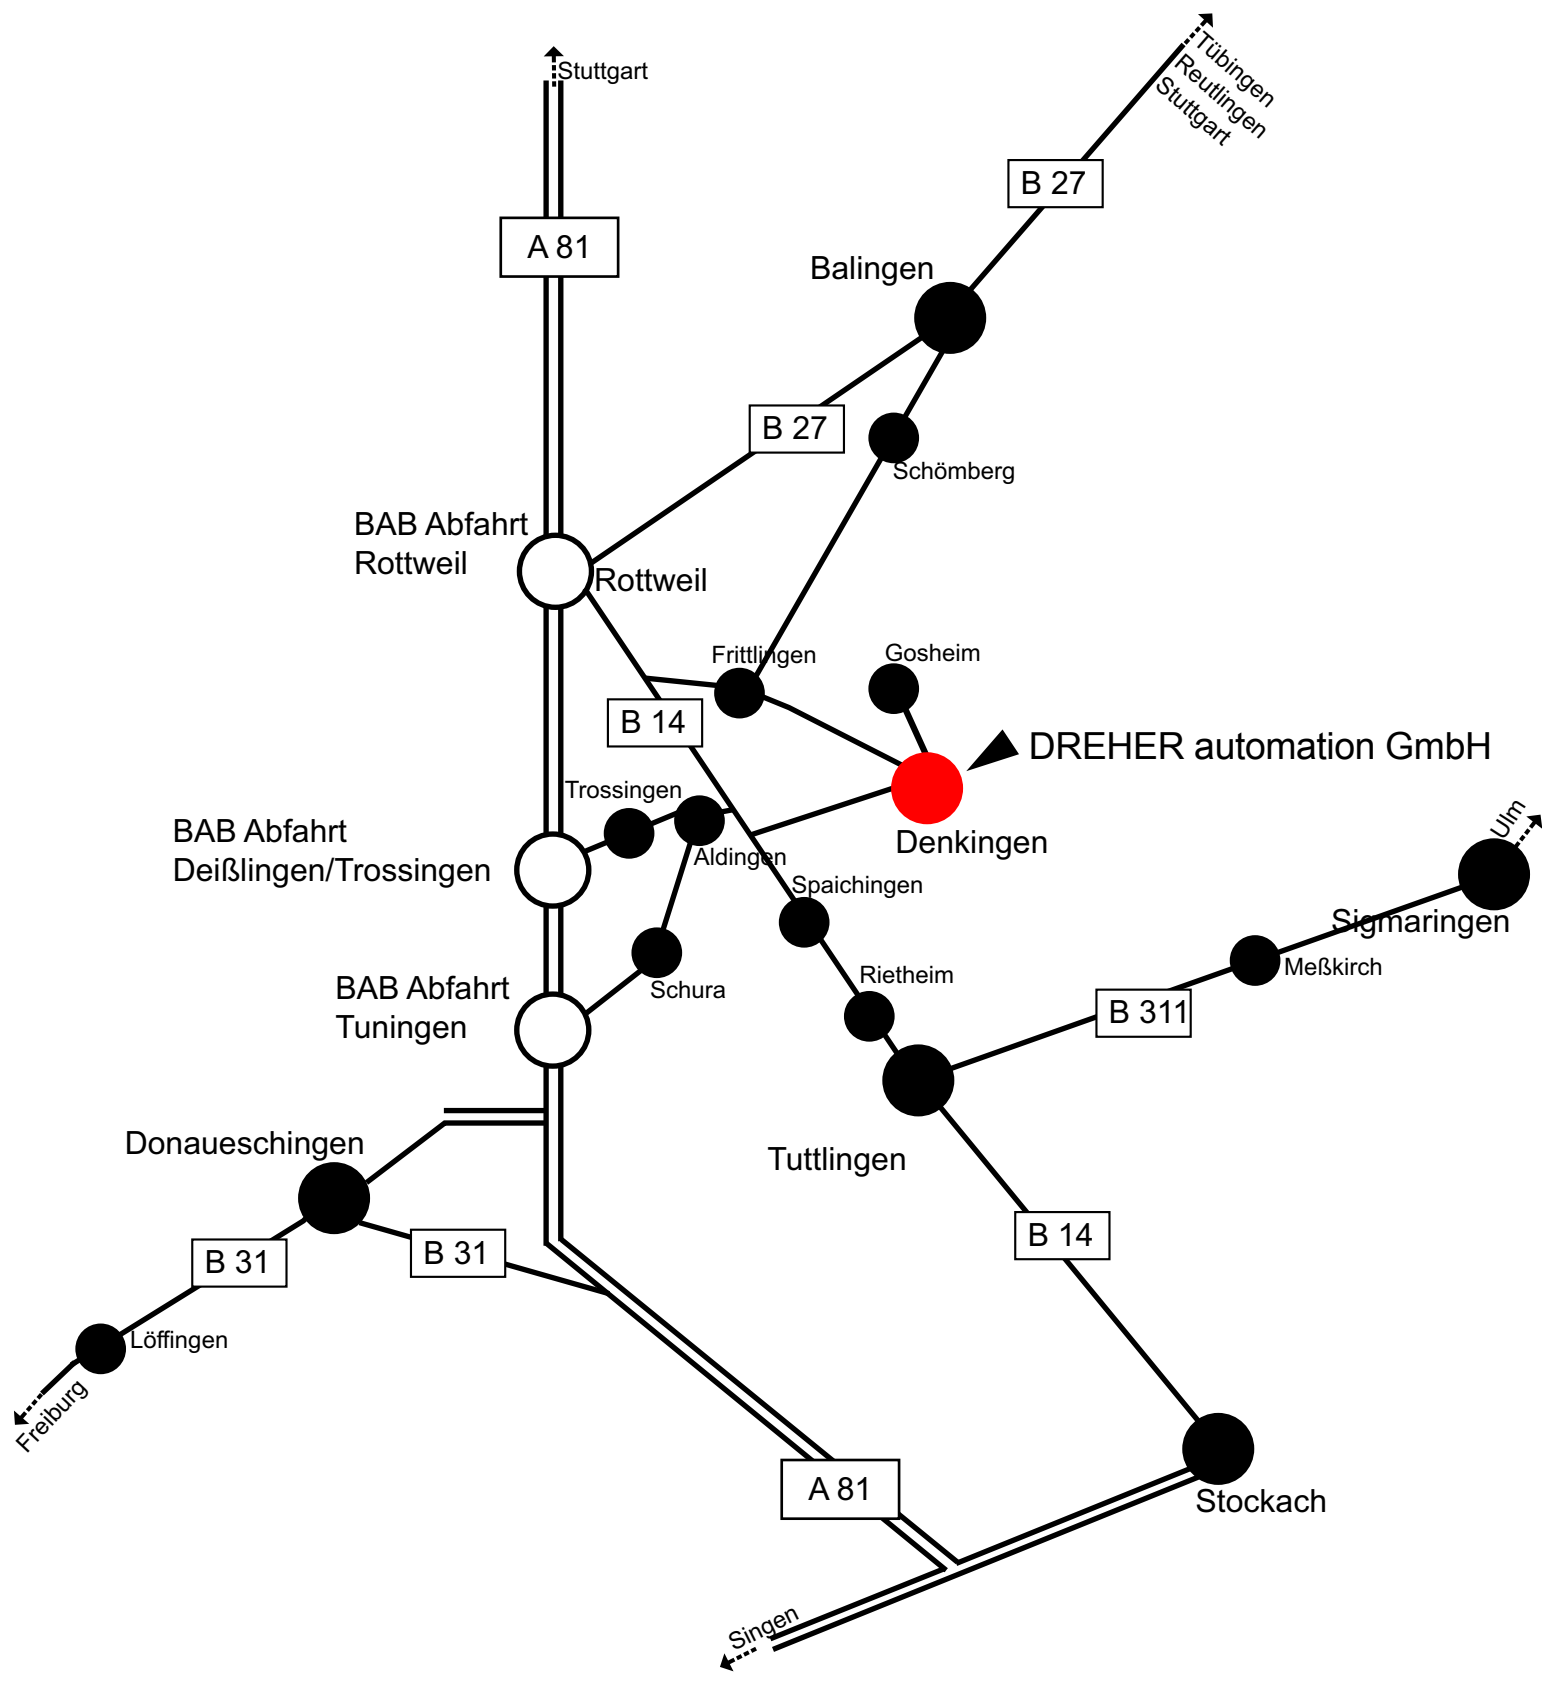 Tübingen
Reutlingen
Stuttgart
Stuttgart
B 27
A 81
Balingen
B 27
Schömberg
BAB Abfahrt
Rottweil
Rottweil
Frittlingen
Gosheim
B 14
DREHER automation GmbH
Trossingen
BAB Abfahrt
Deißlingen/Trossingen
Aldingen
Denkingen
Ulm
Spaichingen
Sigmaringen
Rietheim
Meßkirch
BAB Abfahrt
Tuningen
Schura
B 311
Donaueschingen
Tuttlingen
B 14
B 31
B 31
Löffingen
Freiburg
A 81
Stockach
Singen